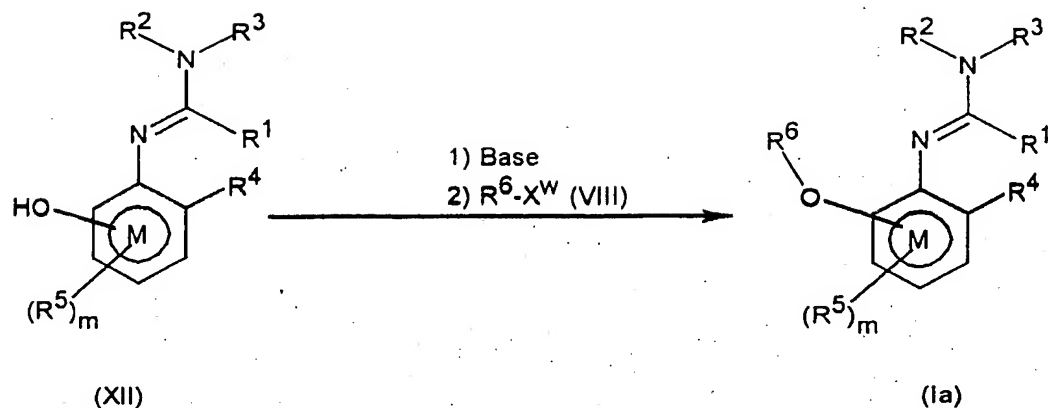 R² R³ R² R³
N N
N R¹ R⁶ N R¹
1) Base
HO R⁴ 2) R⁶-Xᵂ (VIII) O R⁴
M M
(R⁵)m (R⁵)m
(XII) (Ia)